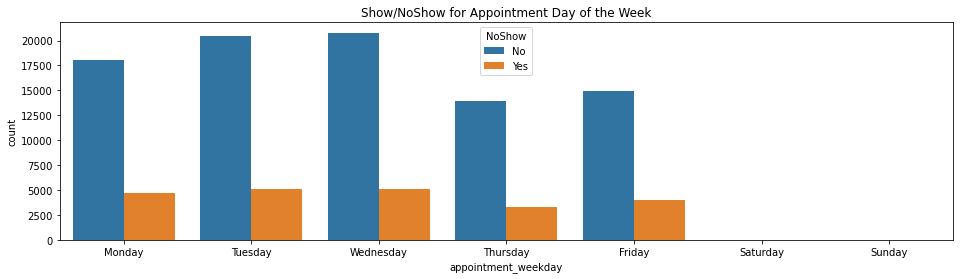 Show/NoShow for Appointment Day of the Week
NoShow
No
Yes
count
20000
17500
15000
12500
10000
7500
5000
2500
0
Monday Tuesday Wednesday Thursday Friday Saturday Sunday
appointment_weekday